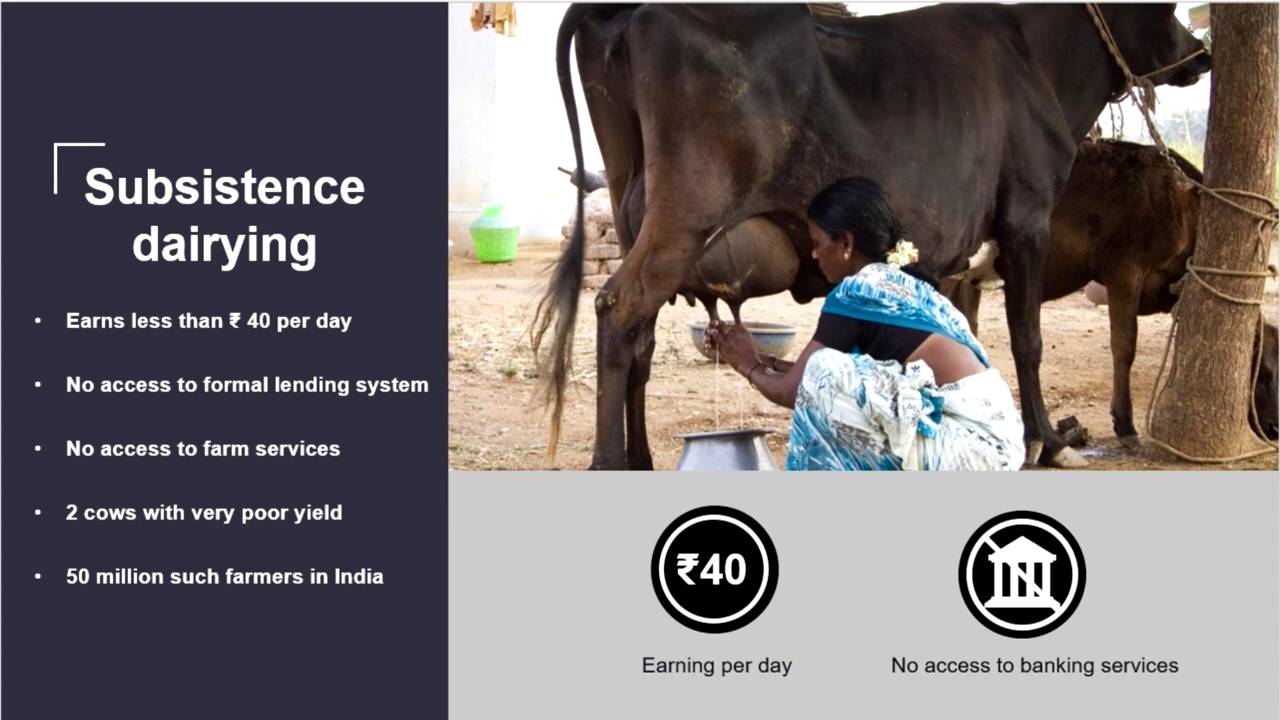 Subsistence
dairying
• Earns less than ₹ 40 per day
• No access to formal lending system
• No access to farm services
• 2 cows with very poor yield
• 50 million such farmers in India
₹40
Earning per day
No access to banking services